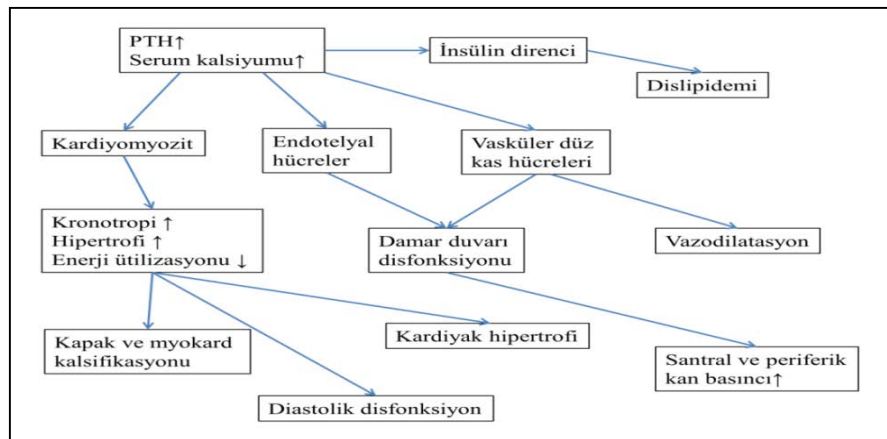 PTH↑
Serum kalsiyumu↑
İnsülin direnci
Dislipidemi
Kardiyomyozit
Endotelyal
hücreler
Vasküler düz
kas hücreleri
Kronotropi ↑
Hipertrofi ↑
Enerji ütilizasyonu ↓
Damar duvarı
disfonksiyonu
Vazodilatasyon
Kapak ve myokard
kalsifikasyonu
Kardiyak hipertrofi
Santral ve periferik
kan basıncı↑
Diastolik disfonksiyon